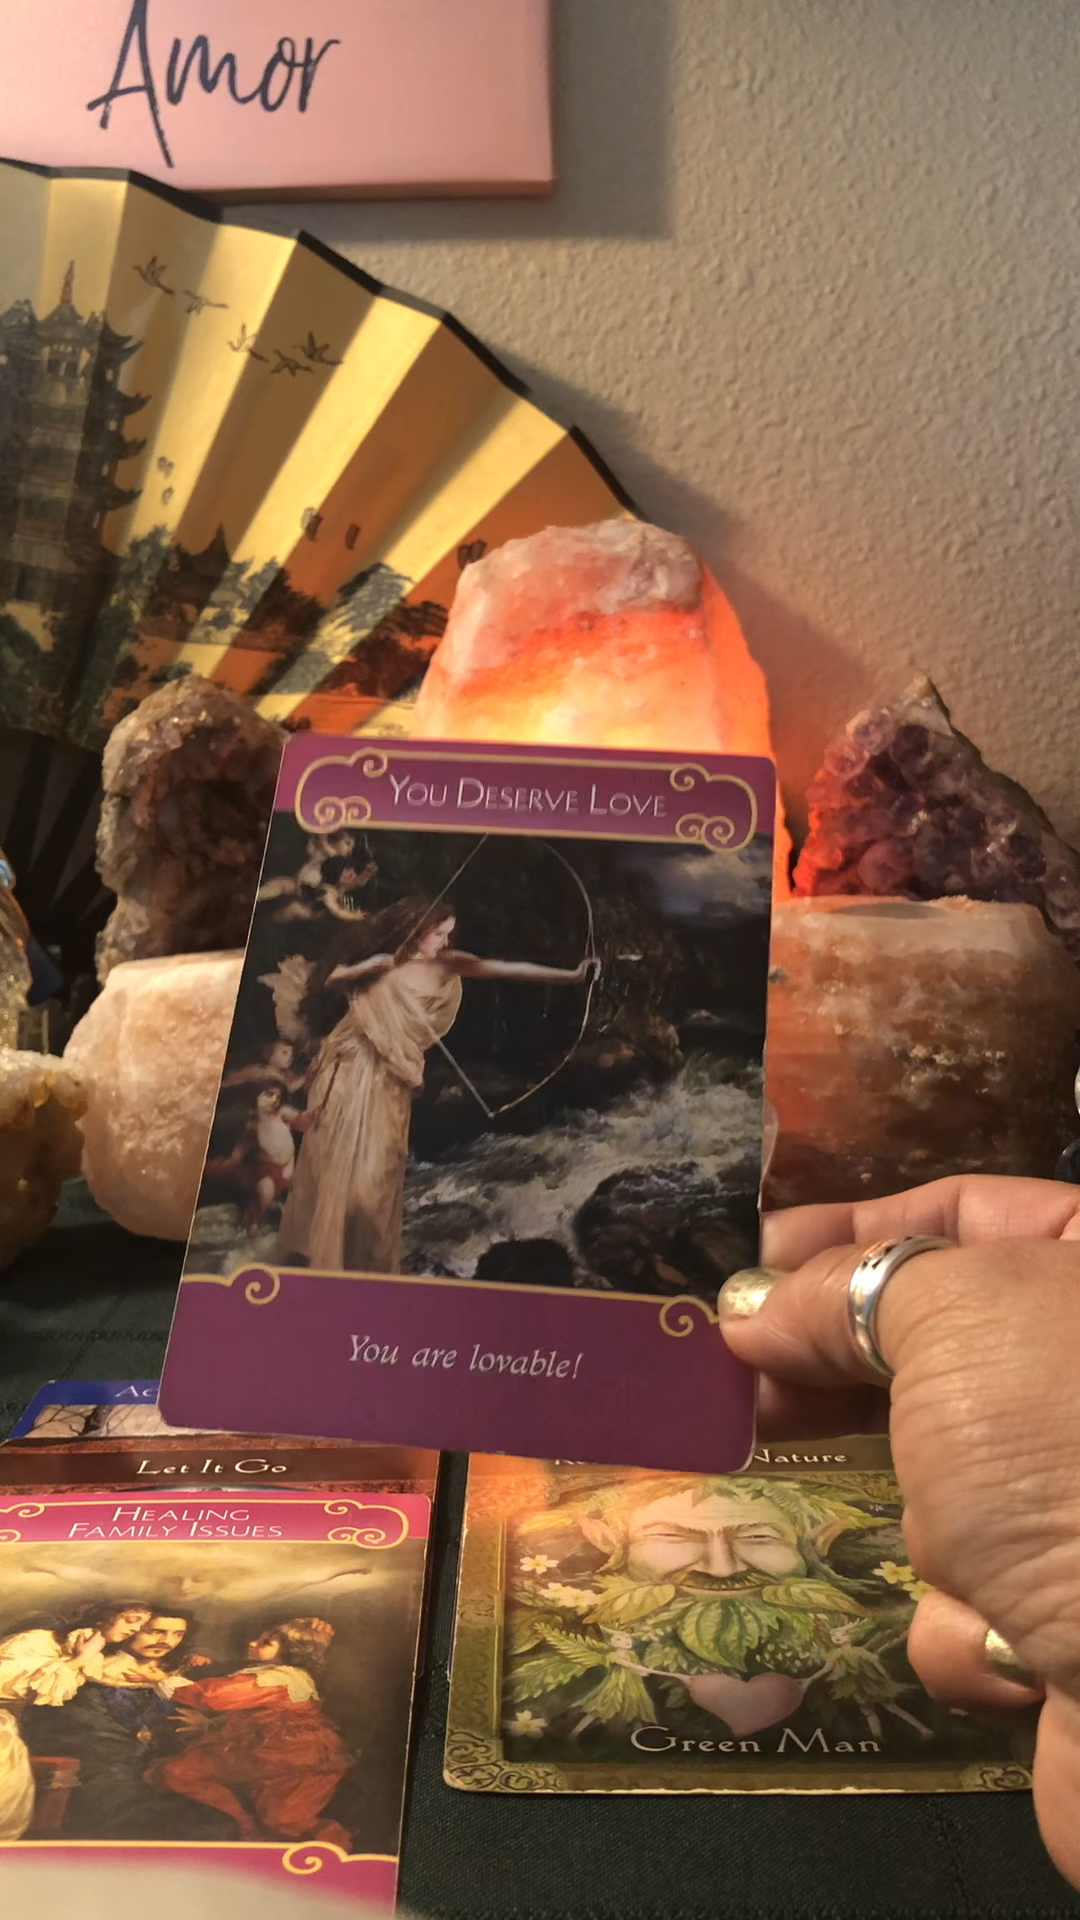 Amor
You Deserve Love
You are lovable!
Let It Go
Healing
Family Issues
Nature
Green Man